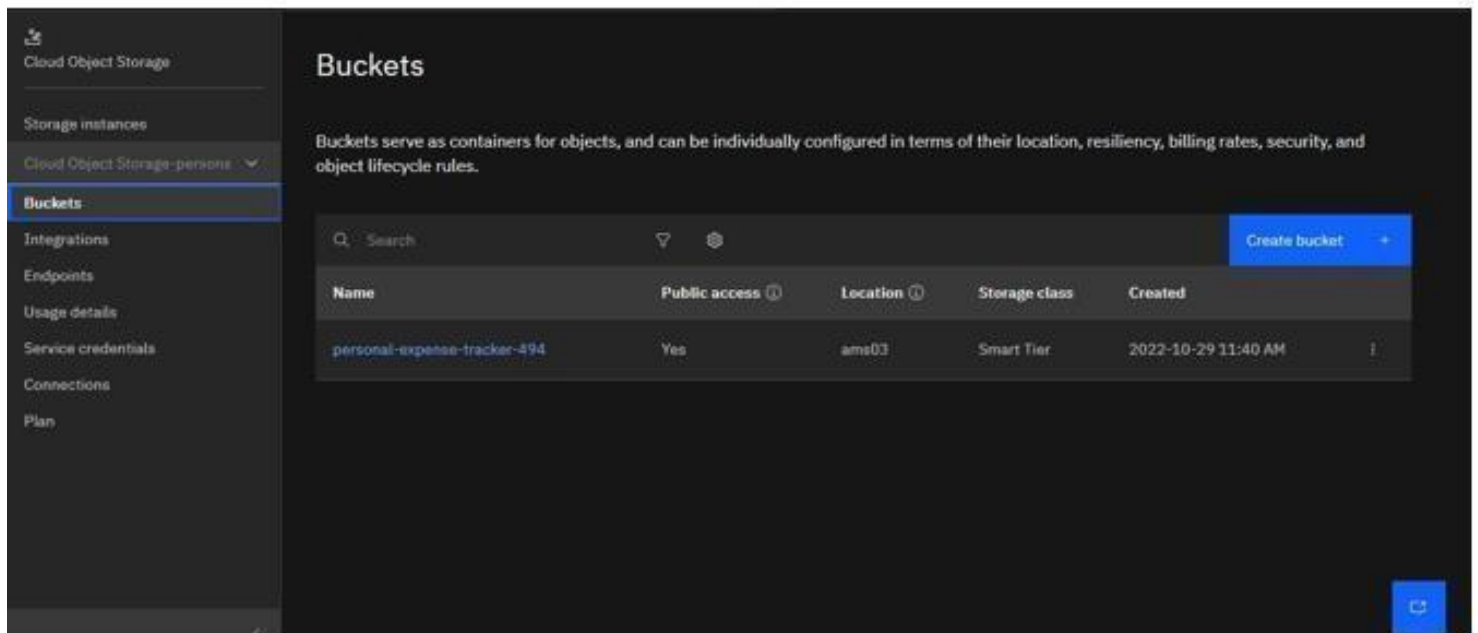 Cloud Object Storage
Storage instances
Cloud Object Storage-persona
Buckets
Integrations
Endpoints
Usage details
Service credentials
Connections
Plan
Buckets
Buckets serve as containers for objects, and can be individually configured in terms of their location, resiliency, billing rates, security, and
object lifecycle rules.
Search
Create bucket +
Name Public access Location Storage class Created
personal-expense-tracker-494 Yes ams03 Smart Tier 2022-10-29 11:40 AM